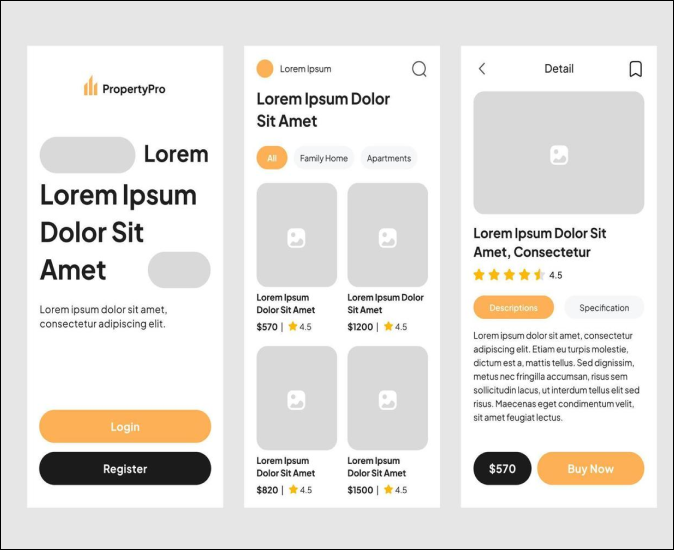 PropertyPro
Lorem
Lorem Ipsum
Dolor Sit
Amet
Lorem ipsum dolor sit amet,
consectetur adipiscing elit.
Login
Register
Lorem Ipsum
Lorem Ipsum Dolor
Sit Amet
All
Family Home
Apartments
Lorem Ipsum
Dolor Sit Amet
$570 | 4.5
Lorem Ipsum Dolor
Sit Amet
$1200 | 4.5
Lorem Ipsum
Dolor Sit Amet
$820 | 4.5
Lorem Ipsum
Dolor Sit Amet
$1500 | 4.5
Detail
Lorem Ipsum Dolor Sit
Amet, Consectetur
4.5
Descriptions
Specification
Lorem ipsum dolor sit amet, consectetur
adipiscing elit. Etiam eu turpis molestie,
dictum est a, mattis tellus. Sed dignissim,
metus nec fringilla accumsan, risus sem
sollicitudin lacus, ut interdum tellus elit sed
risus. Maecenas eget condimentum velit,
sit amet feugiat lectus.
$570
Buy Now